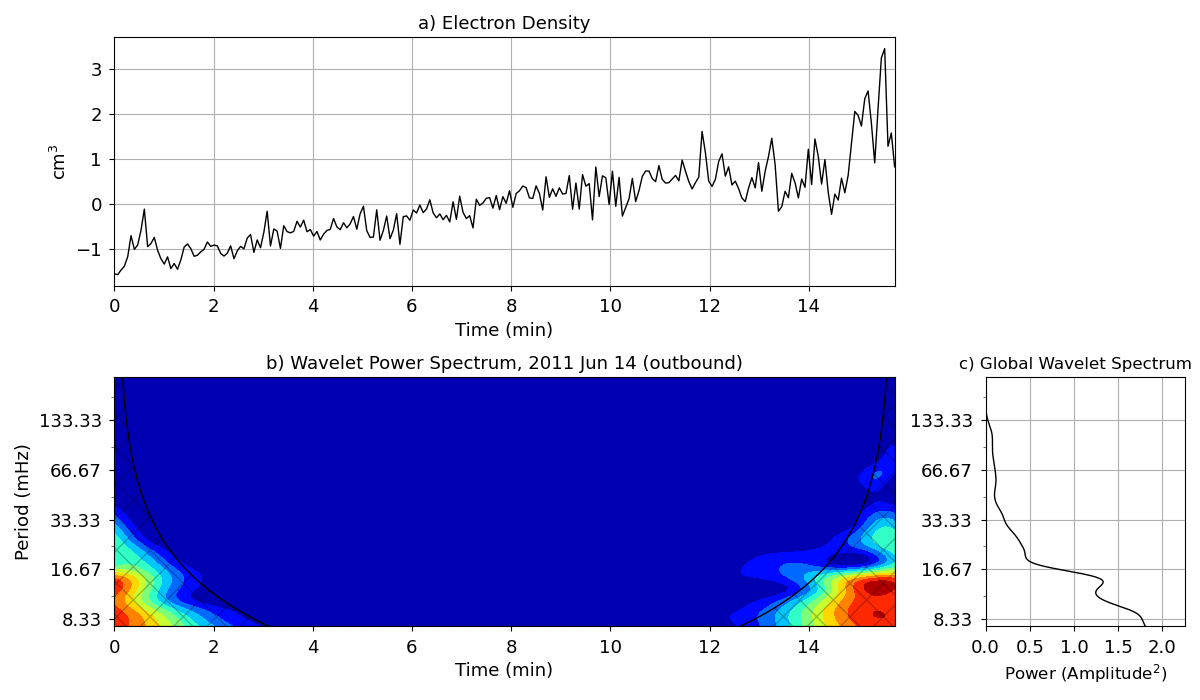 a) Electron Density
3
2
1
0
−1
cm³
0 2 4 6 8 10 12 14
Time (min)
b) Wavelet Power Spectrum, 2011 Jun 14 (outbound)
133.33
66.67
33.33
16.67
8.33
Period (mHz)
0 2 4 6 8 10 12 14
Time (min)
c) Global Wavelet Spectrum
133.33
66.67
33.33
16.67
8.33
0.0 0.5 1.0 1.5 2.0
Power (Amplitude²)